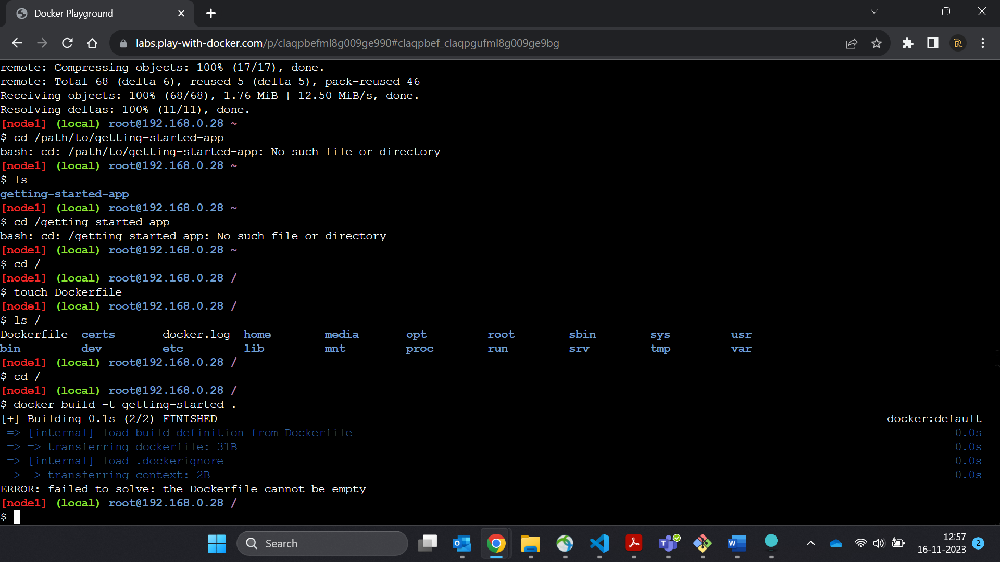 Docker Playground
labs.play-with-docker.com/p/claqpbefml8g009ge990#claqpbef_claqpgufml8g009ge9bg
remote: Compressing objects: 100% (17/17), done.
remote: Total 68 (delta 6), reused 5 (delta 5), pack-reused 46
Receiving objects: 100% (68/68), 1.76 MiB | 12.50 MiB/s, done.
Resolving deltas: 100% (11/11), done.
[node1] (local) root@192.168.0.28 ~
$ cd /path/to/getting-started-app
bash: cd: /path/to/getting-started-app: No such file or directory
[node1] (local) root@192.168.0.28 ~
$ ls
getting-started-app
[node1] (local) root@192.168.0.28 ~
$ cd /getting-started-app
bash: cd: /getting-started-app: No such file or directory
[node1] (local) root@192.168.0.28 ~
$ cd /
[node1] (local) root@192.168.0.28 /
$ touch Dockerfile
[node1] (local) root@192.168.0.28 /
$ ls /
Dockerfile certs docker.log home media opt root sbin sys usr
bin dev etc lib mnt proc run srv tmp var
[node1] (local) root@192.168.0.28 /
$ cd /
[node1] (local) root@192.168.0.28 /
$ docker build -t getting-started .
[+] Building 0.1s (2/2) FINISHED docker:default
=> [internal] load build definition from Dockerfile 0.0s
=> => transferring dockerfile: 31B 0.0s
=> [internal] load .dockerignore 0.0s
=> => transferring context: 2B 0.0s
ERROR: failed to solve: the Dockerfile cannot be empty
[node1] (local) root@192.168.0.28 /
$
Search
12:57
16-11-2023
2